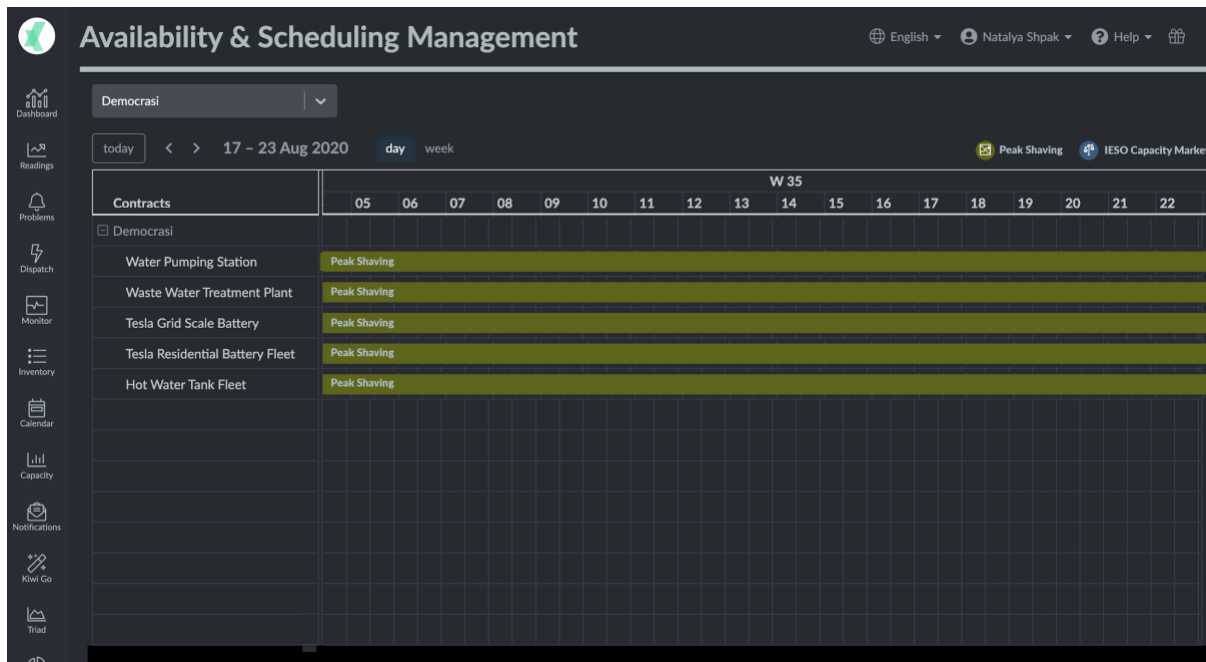 Availability & Scheduling Management
English
Natalya Shpak
Help
Dashboard
Readings
Problems
Dispatch
Monitor
Inventory
Calendar
Capacity
Notifications
Kiwi Go
Triad
Democrasi
today
17 – 23 Aug 2020
day
week
Peak Shaving
IESO Capacity Marke
W 35
Contracts
05 06 07 08 09 10 11 12 13 14 15 16 17 18 19 20 21 22
Democrasi
Water Pumping Station Peak Shaving
Waste Water Treatment Plant Peak Shaving
Tesla Grid Scale Battery Peak Shaving
Tesla Residential Battery Fleet Peak Shaving
Hot Water Tank Fleet Peak Shaving